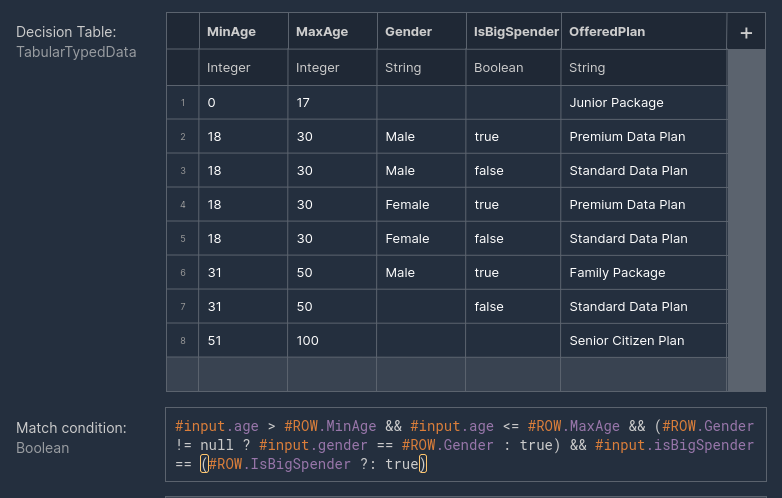 Decision Table:
TabularTypedData
MinAge MaxAge Gender IsBigSpender OfferedPlan +
Integer Integer String Boolean String
1 0 17 Junior Package
2 18 30 Male true Premium Data Plan
3 18 30 Male false Standard Data Plan
4 18 30 Female true Premium Data Plan
5 18 30 Female false Standard Data Plan
6 31 50 Male true Family Package
7 31 50 false Standard Data Plan
8 51 100 Senior Citizen Plan
Match condition:
Boolean
#input.age > #ROW.MinAge && #input.age <= #ROW.MaxAge && (#ROW.Gender
!= null ? #input.gender == #ROW.Gender : true) && #input.isBigSpender
== (#ROW.IsBigSpender ?: true)